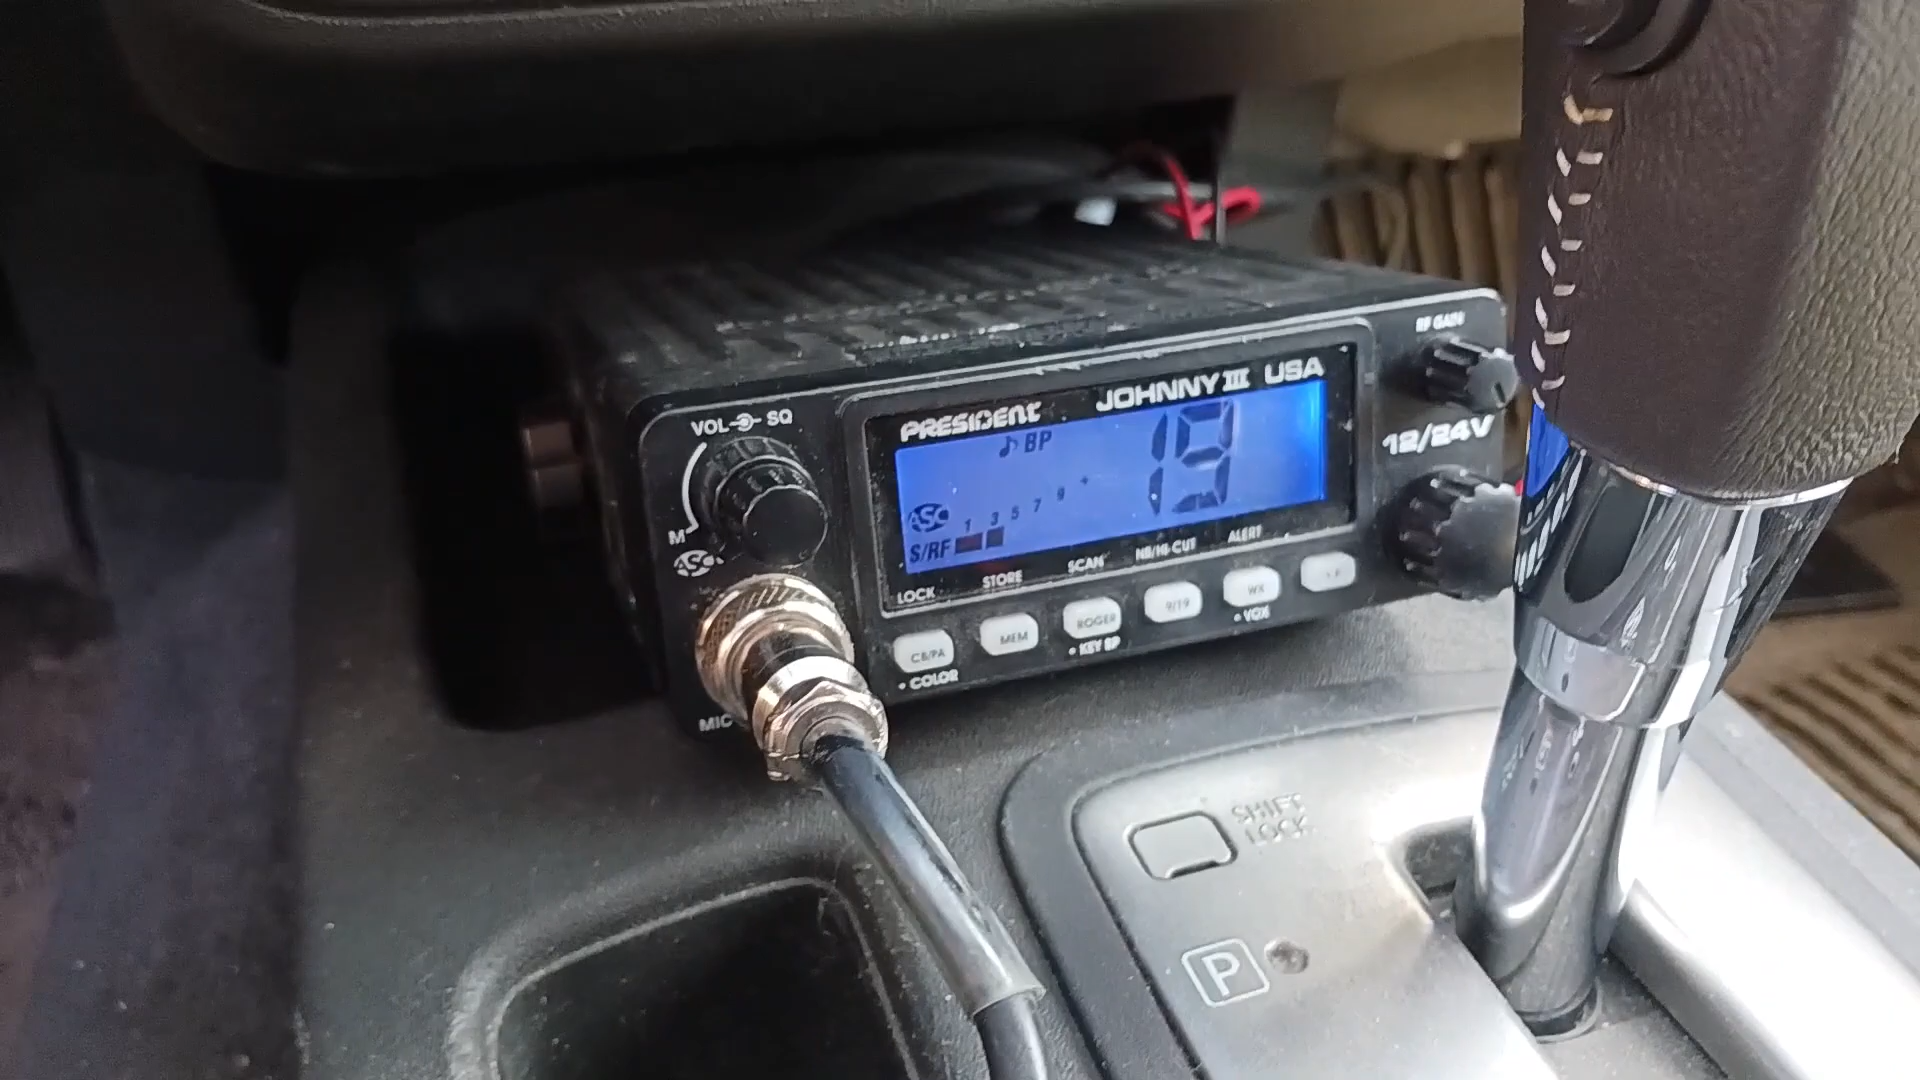 RF GAIN
PRESIDENT JOHNNY III USA
VOL SQ
12/24V
♪ BP
19
M
ASC
ASC
1 3 5 7 9 +
S/RF
LOCK STORE SCAN NB/HI-CUT ALERT
CB/PA MEM ROGER 9/19 WX
• COLOR • KEY BP • VOX
MIC
SHIFT
LOCK
P